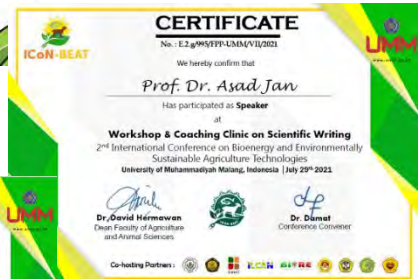 ICoN-BEAT
CERTIFICATE
No. : E.2.g/995/FPP-UMM/VII/2021
UMM
We hereby confirm that
Prof. Dr. Asad Jan
Has participated as Speaker
at
Workshop & Coaching Clinic on Scientific Writing
2nd International Conference on Bioenergy and Environmentally
Sustainable Agriculture Technologies
University of Muhammadiyah Malang, Indonesia | July 29th 2021
UMM
Dr. David Hermawan
Dean Faculty of Agriculture
and Animal Sciences
Dr. Damat
Conference Convener
Co-hosting Partners :